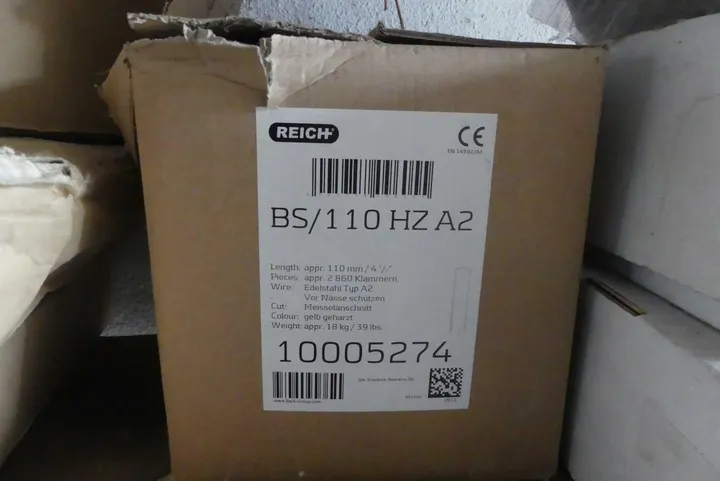 REICH
CE
BS/110 HZ A2
Length: appr. 110 mm / 4 ¹/₃"
Pieces: appr. 2 860 Klammern
Wire: Edelstahl Typ A2
Vor Nässe schützen
Cut: Meisselanschnitt
Colour: gelb geharzt
Weight: appr. 18 kg / 39 lbs.
10005274